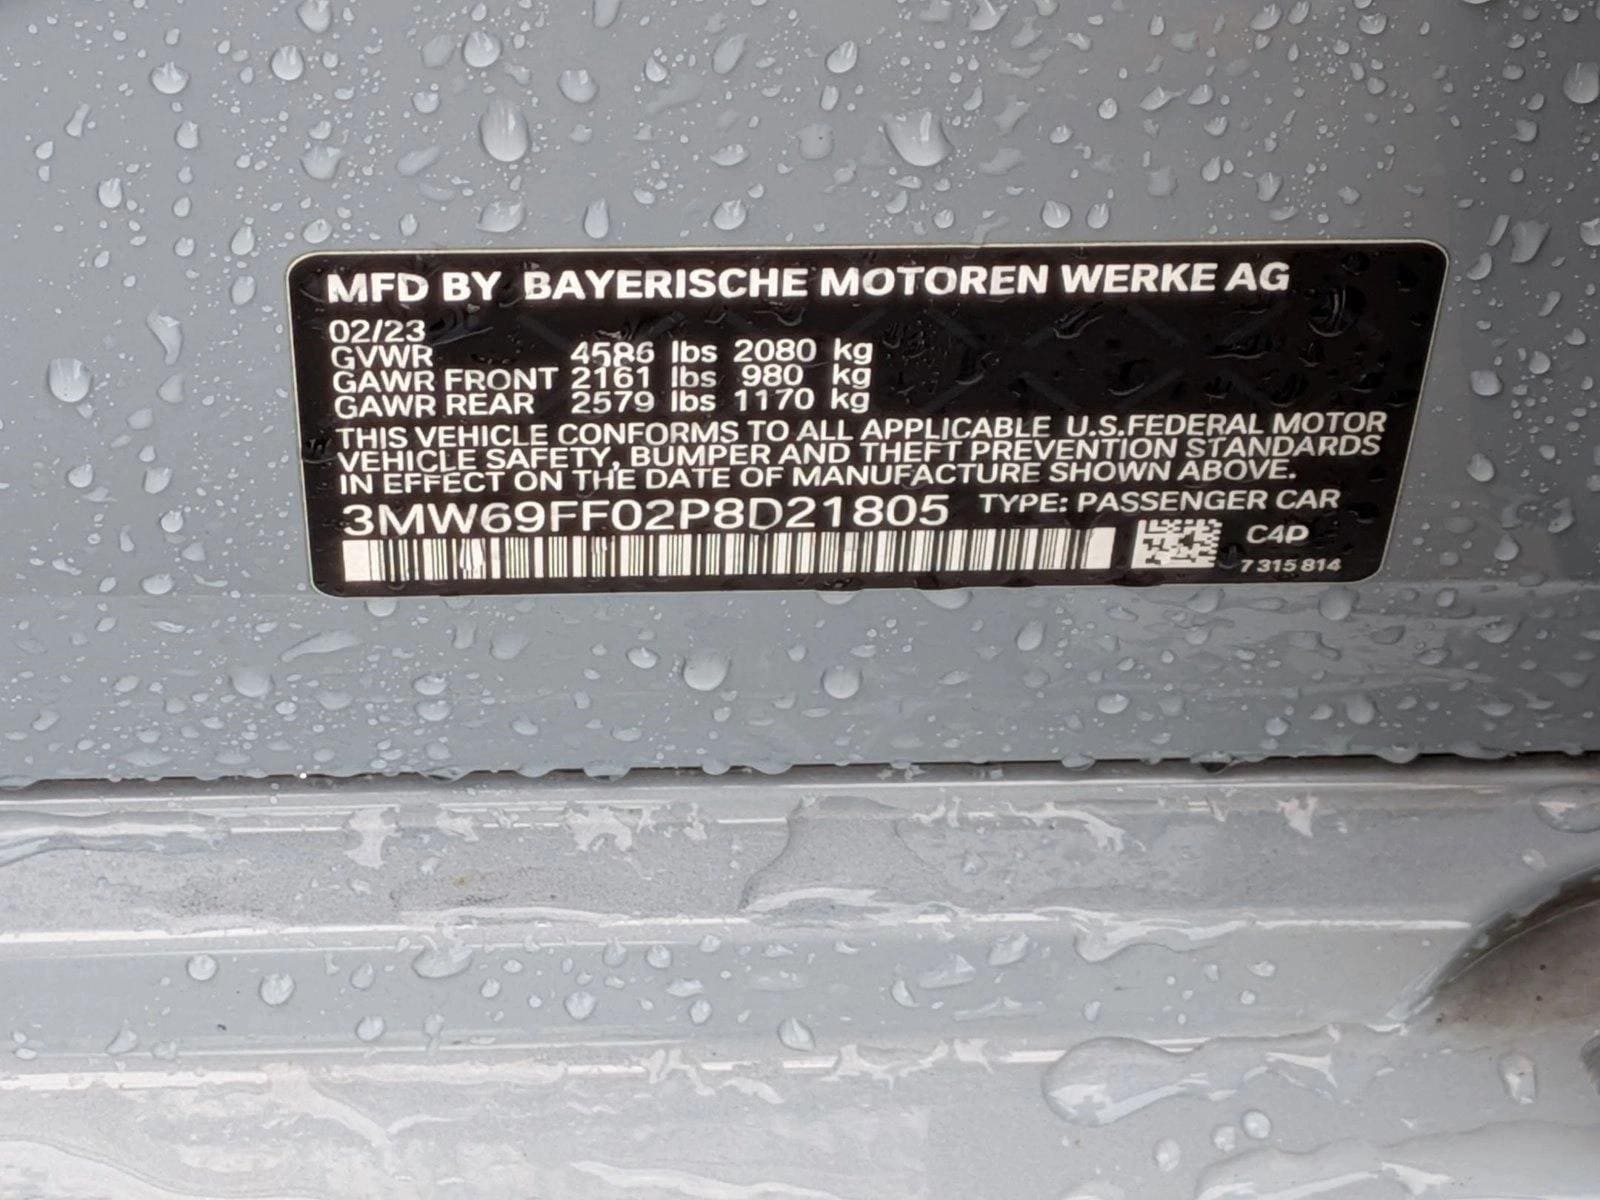 MFD BY BAYERISCHE MOTOREN WERKE AG
02/23
GVWR 4586 lbs 2080 kg
GAWR FRONT 2161 lbs 980 kg
GAWR REAR 2579 lbs 1170 kg
THIS VEHICLE CONFORMS TO ALL APPLICABLE U.S.FEDERAL MOTOR
VEHICLE SAFETY, BUMPER AND THEFT PREVENTION STANDARDS
IN EFFECT ON THE DATE OF MANUFACTURE SHOWN ABOVE.
3MW69FF02P8D21805 TYPE: PASSENGER CAR
C4P
7 315 814